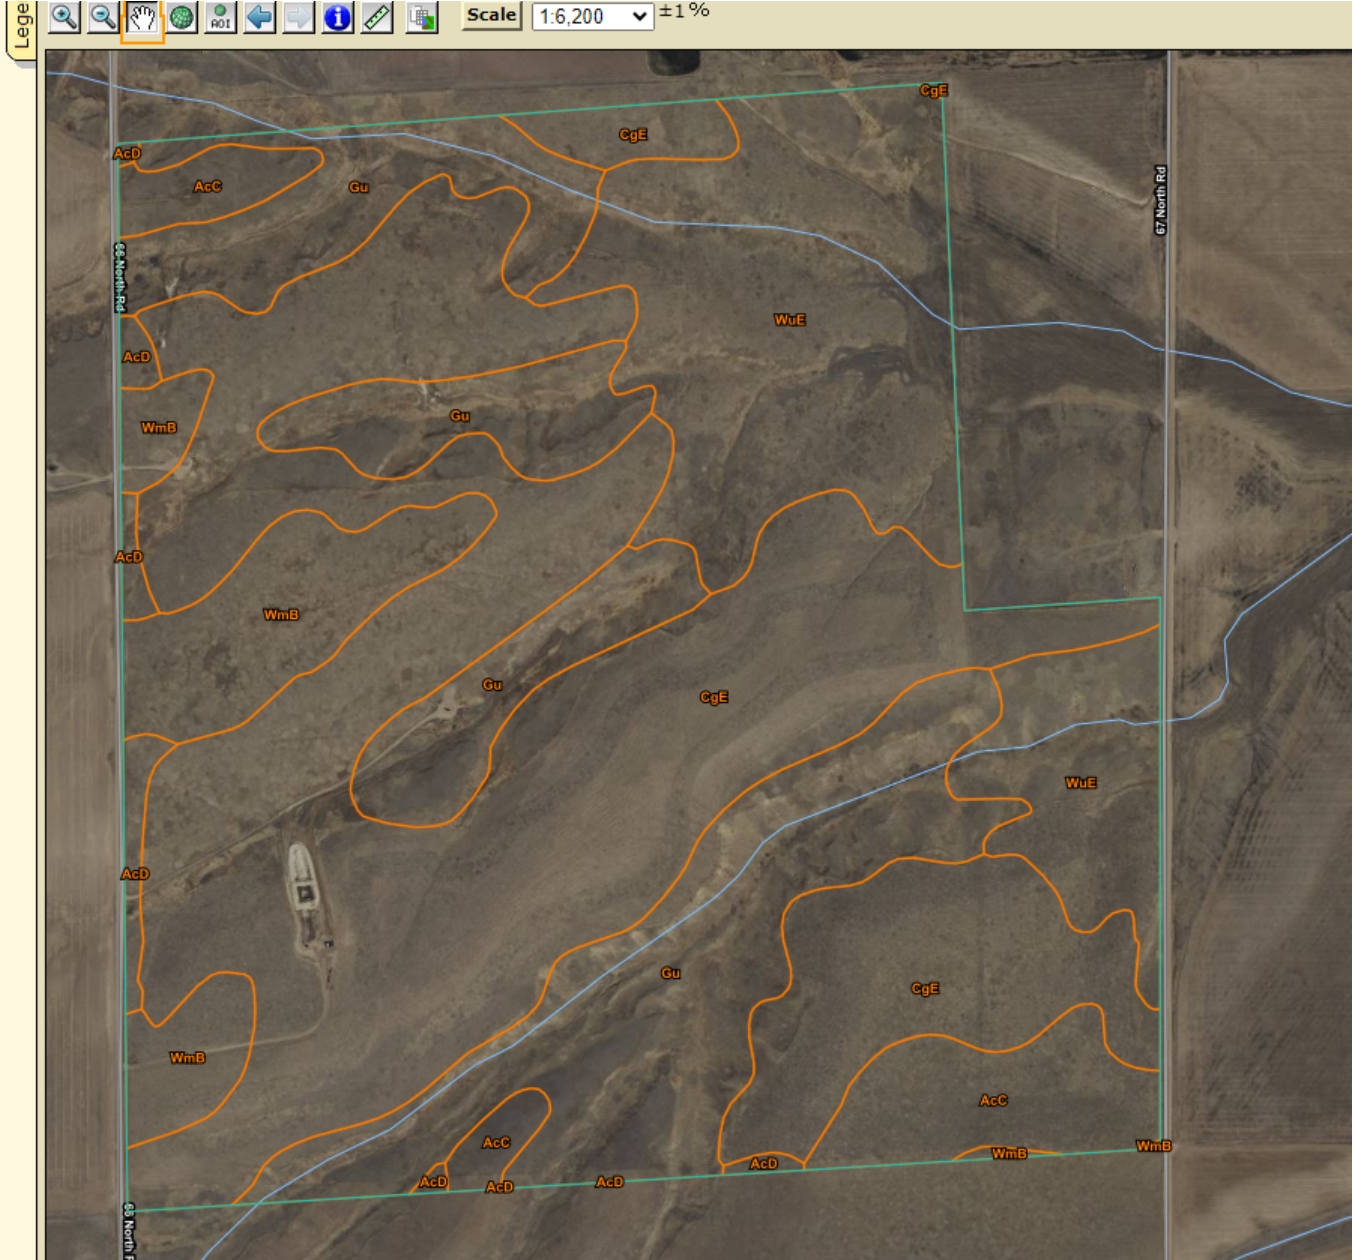 Lege
AOI
Scale
1:6,200
±1%
CgE
CgE
AcD
AcC
Gu
67 North Rd
66 North Rd
WuE
AcD
Gu
WmB
AcD
WmB
Gu
CgE
WuE
AcD
Gu
CgE
WmB
AcC
AcC
WmB
WmB
AcD
AcD
AcD
AcD
66 North R